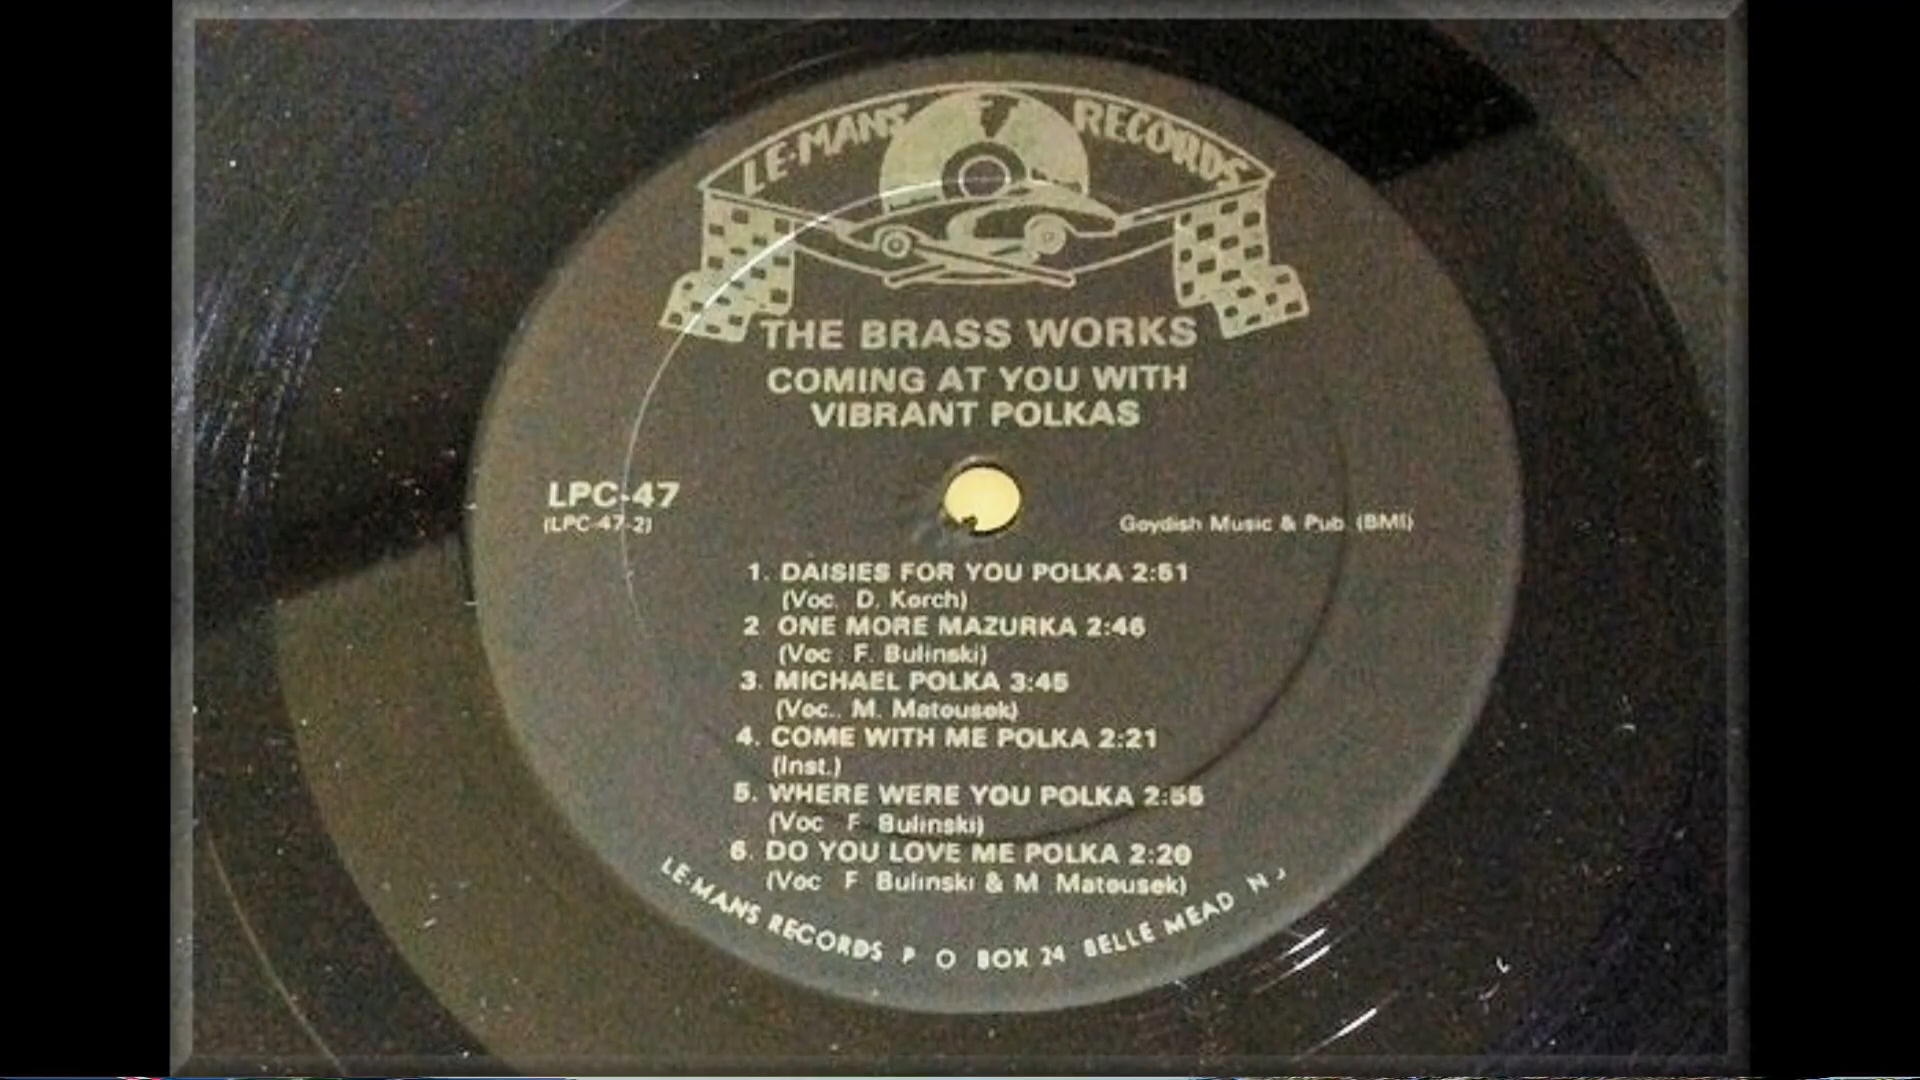 LE-MANS RECORDS
THE BRASS WORKS
COMING AT YOU WITH
VIBRANT POLKAS
LPC-47
(LPC-47-2)
Goydish Music & Pub. (BMI)
1. DAISIES FOR YOU POLKA 2:51
(Voc. D. Kerch)
2 ONE MORE MAZURKA 2:46
(Voc. F. Bulinski)
3. MICHAEL POLKA 3:45
(Voc.. M. Matousek)
4. COME WITH ME POLKA 2:21
(Inst.)
5. WHERE WERE YOU POLKA 2:55
(Voc F Bulinski)
6. DO YOU LOVE ME POLKA 2:20
(Voc F Bulinski & M Matousek)
LE-MANS RECORDS P O BOX 24 BELLE MEAD N J